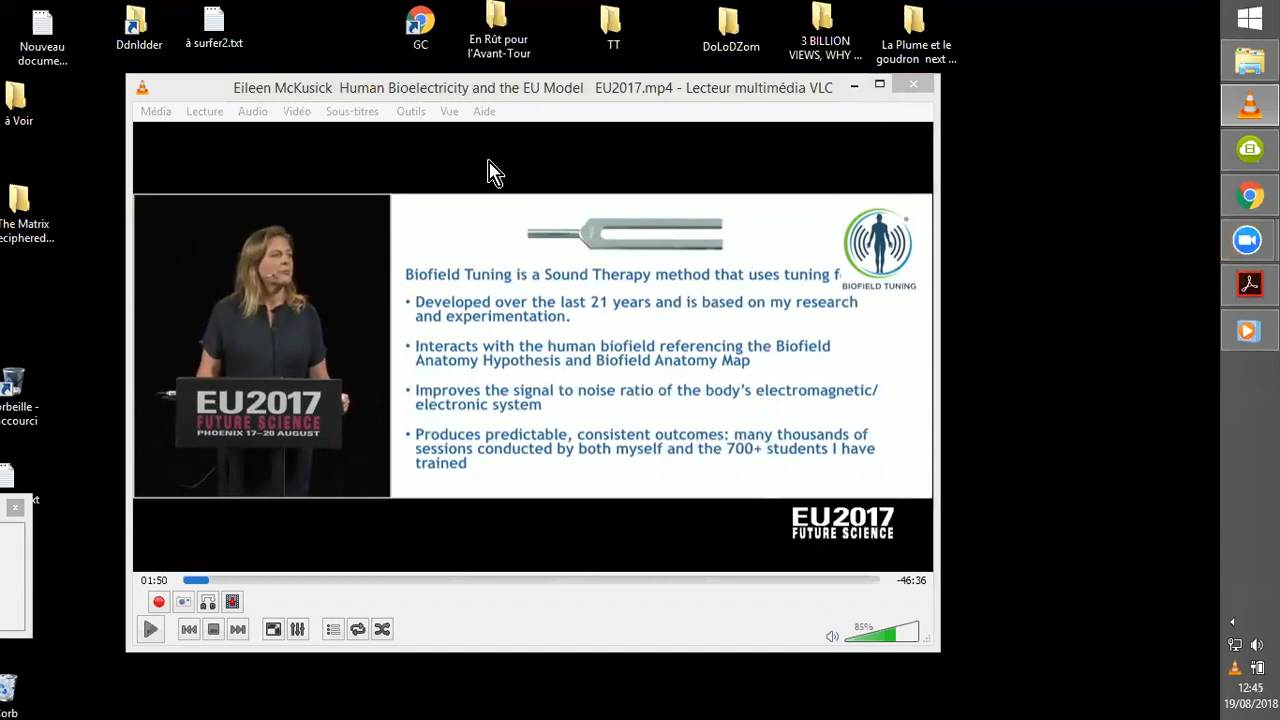 Nouveau
docume...
Ddnldder
à surfer2.txt
GC
En Rût pour
l'Avant-Tour
TT
DoLoDZom
3 BILLION
VIEWS, WHY ...
La Plume et le
goudron next ...
à Voir
The Matrix
eciphered...
orbeille -
accourci
xt
Corb
Eileen McKusick Human Bioelectricity and the EU Model EU2017.mp4 - Lecteur multimédia VLC
Média Lecture Audio Vidéo Sous-titres Outils Vue Aide
EU2017
FUTURE SCIENCE
PHOENIX 17-20 AUGUST
BIOFIELD TUNING
Biofield Tuning is a Sound Therapy method that uses tuning f
• Developed over the last 21 years and is based on my research
and experimentation.
• Interacts with the human biofield referencing the Biofield
Anatomy Hypothesis and Biofield Anatomy Map
• Improves the signal to noise ratio of the body's electromagnetic/
electronic system
• Produces predictable, consistent outcomes: many thousands of
sessions conducted by both myself and the 700+ students I have
trained
EU2017
FUTURE SCIENCE
01:50
-46:36
85%
12:45
19/08/2018